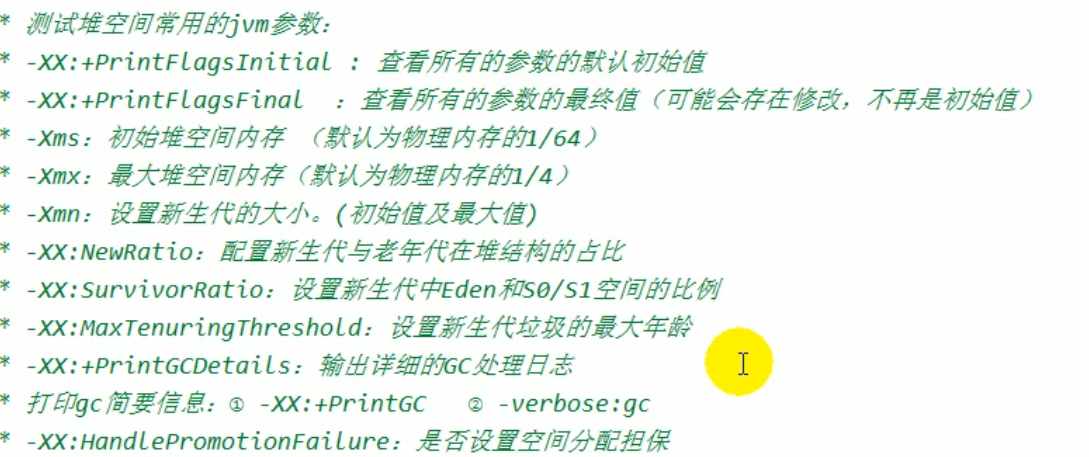 * 测试堆空间常用的jvm参数：
* -XX:+PrintFlagsInitial : 查看所有的参数的默认初始值
* -XX:+PrintFlagsFinal  ：查看所有的参数的最终值（可能会存在修改，不再是初始值）
* -Xms：初始堆空间内存 （默认为物理内存的1/64）
* -Xmx：最大堆空间内存（默认为物理内存的1/4）
* -Xmn：设置新生代的大小。(初始值及最大值)
* -XX:NewRatio：配置新生代与老年代在堆结构的占比
* -XX:SurvivorRatio：设置新生代中Eden和S0/S1空间的比例
* -XX:MaxTenuringThreshold：设置新生代垃圾的最大年龄
* -XX:+PrintGCDetails：输出详细的GC处理日志
* 打印gc简要信息：① -XX:+PrintGC   ② -verbose:gc
* -XX:HandlePromotionFailure：是否设置空间分配担保